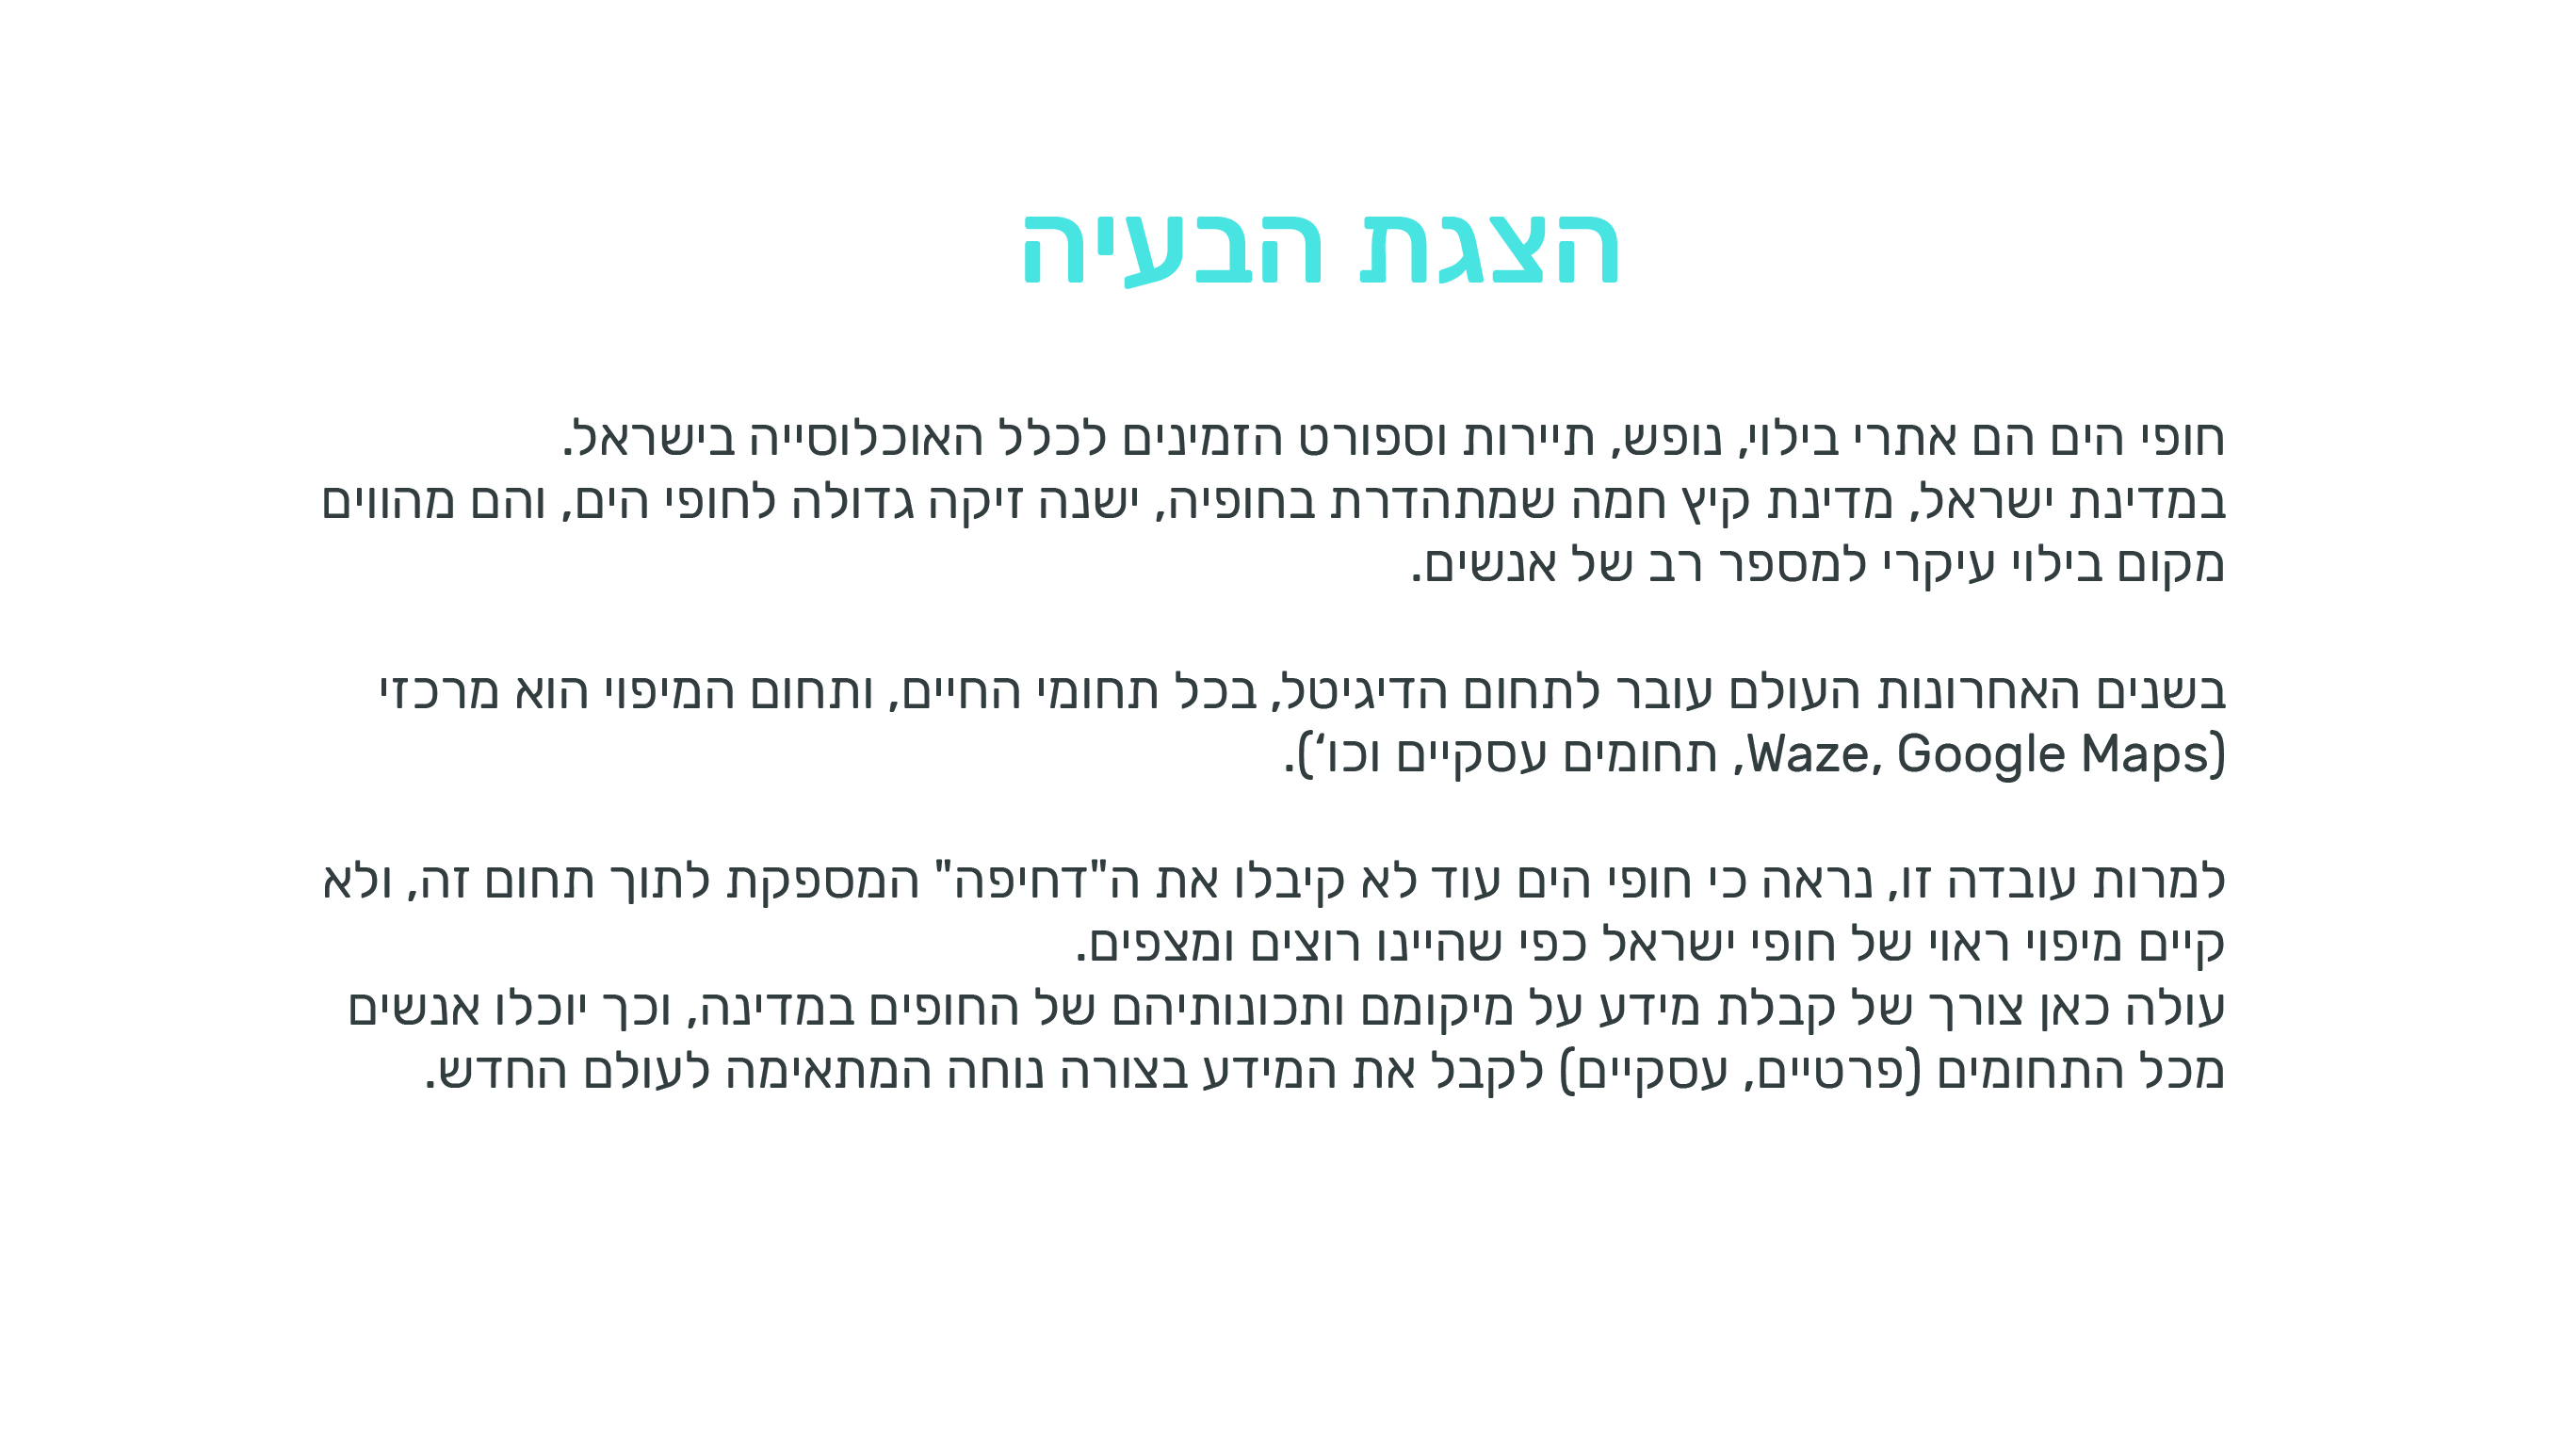 הצגת הבעיה
חופי הים הם אתרי בילוי, נופש, תיירות וספורט הזמינים לכלל האוכלוסייה בישראל.
במדינת ישראל, מדינת קיץ חמה שמתהדרת בחופיה, ישנה זיקה גדולה לחופי הים, והם מהווים
מקום בילוי עיקרי למספר רב של אנשים.
בשנים האחרונות העולם עובר לתחום הדיגיטל, בכל תחומי החיים, ותחום המיפוי הוא מרכזי
(Waze, Google Maps, תחומים עסקיים וכו‘).
למרות עובדה זו, נראה כי חופי הים עוד לא קיבלו את ה"דחיפה" המספקת לתוך תחום זה, ולא
קיים מיפוי ראוי של חופי ישראל כפי שהיינו רוצים ומצפים.
עולה כאן צורך של קבלת מידע על מיקומם ותכונותיהם של החופים במדינה, וכך יוכלו אנשים
מכל התחומים (פרטיים, עסקיים) לקבל את המידע בצורה נוחה המתאימה לעולם החדש.